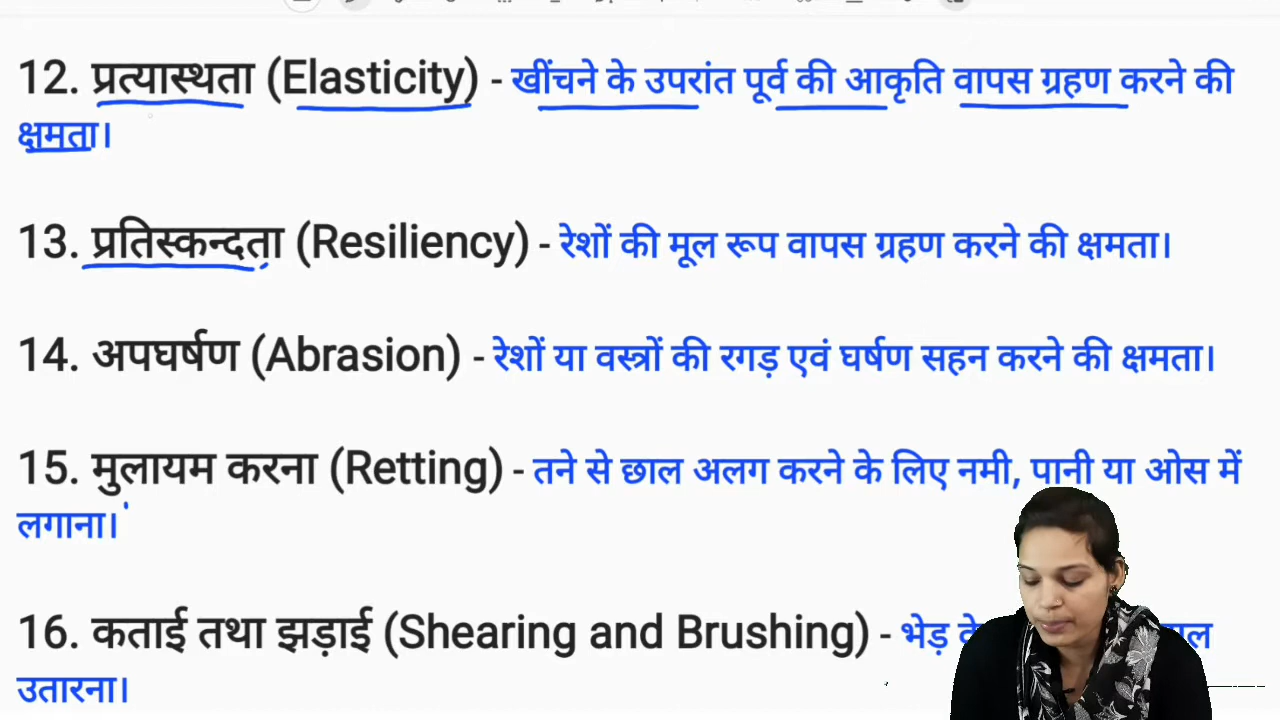 12. प्रत्यास्थता (Elasticity) - खींचने के उपरांत पूर्व की आकृति वापस ग्रहण करने की
क्षमता।
13. प्रतिस्कन्दता (Resiliency) - रेशों की मूल रूप वापस ग्रहण करने की क्षमता।
14. अपघर्षण (Abrasion) - रेशों या वस्त्रों की रगड़ एवं घर्षण सहन करने की क्षमता।
15. मुलायम करना (Retting) - तने से छाल अलग करने के लिए नमी, पानी या ओस में
लगाना।
16. कताई तथा झड़ाई (Shearing and Brushing) - भेड़
उतारना।